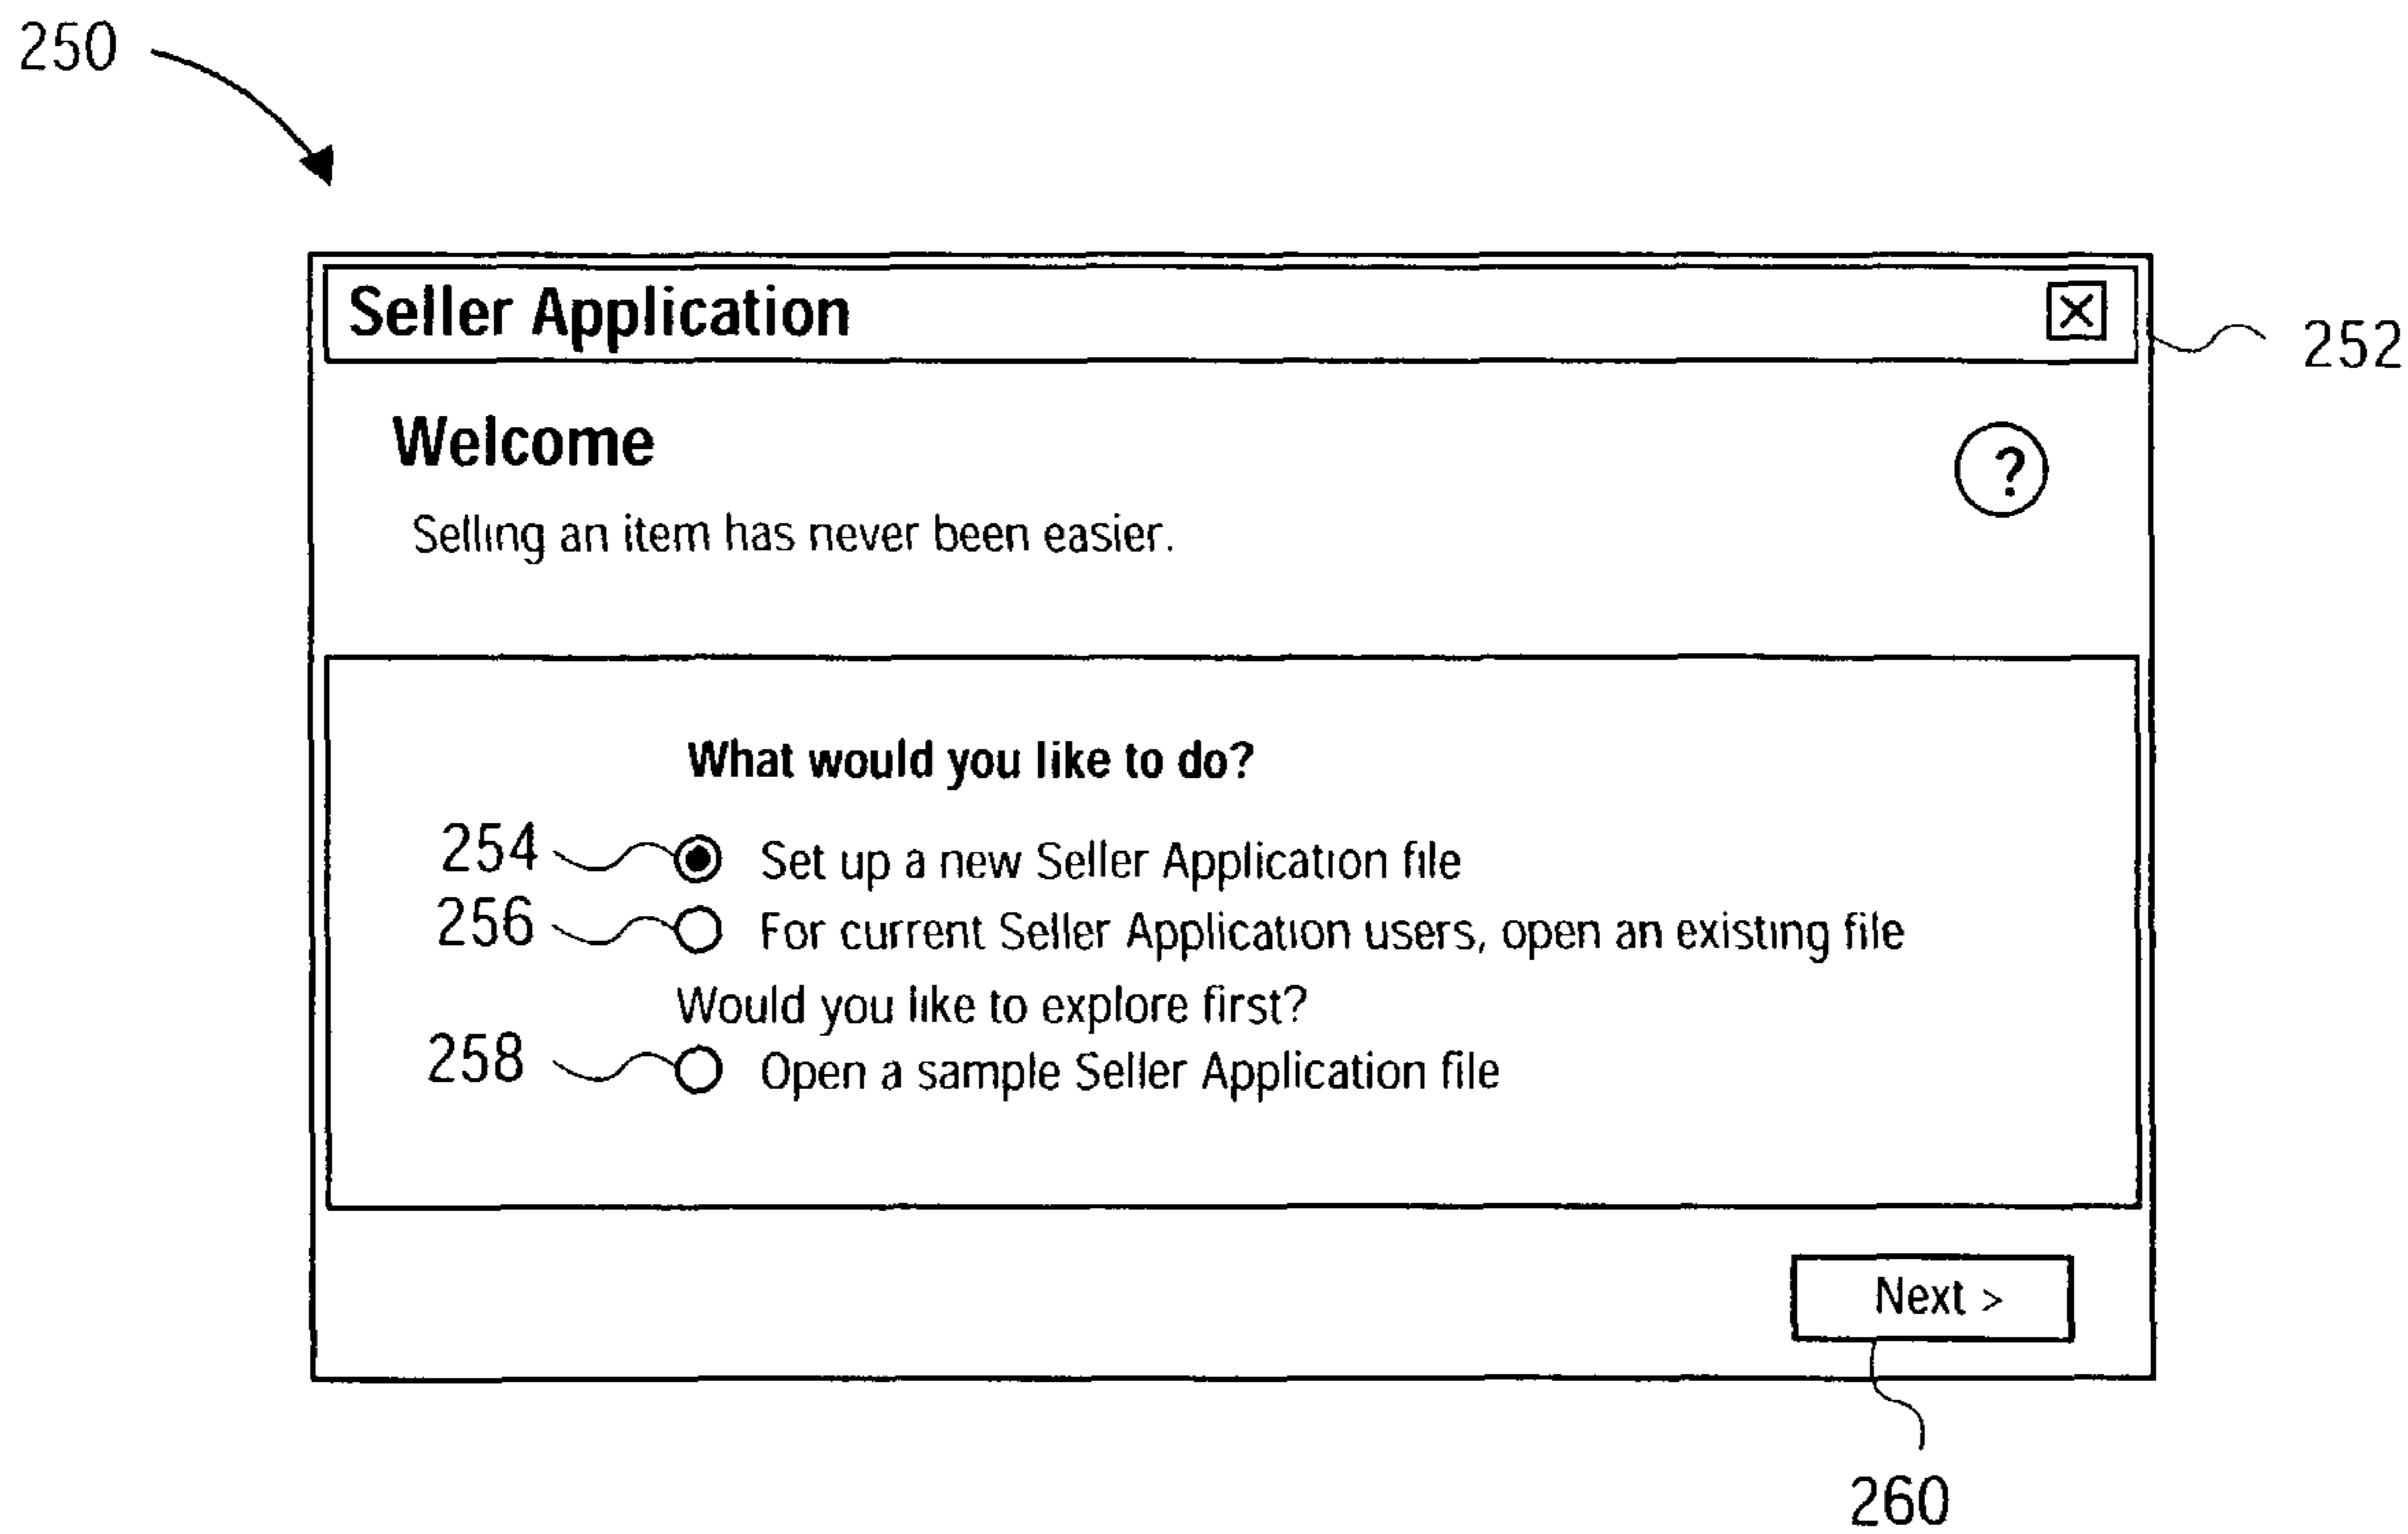 250
Seller Application
252
Welcome
?
Selling an item has never been easier.
What would you like to do?
254 Set up a new Seller Application file
256 For current Seller Application users, open an existing file
Would you like to explore first?
258 Open a sample Seller Application file
Next >
260